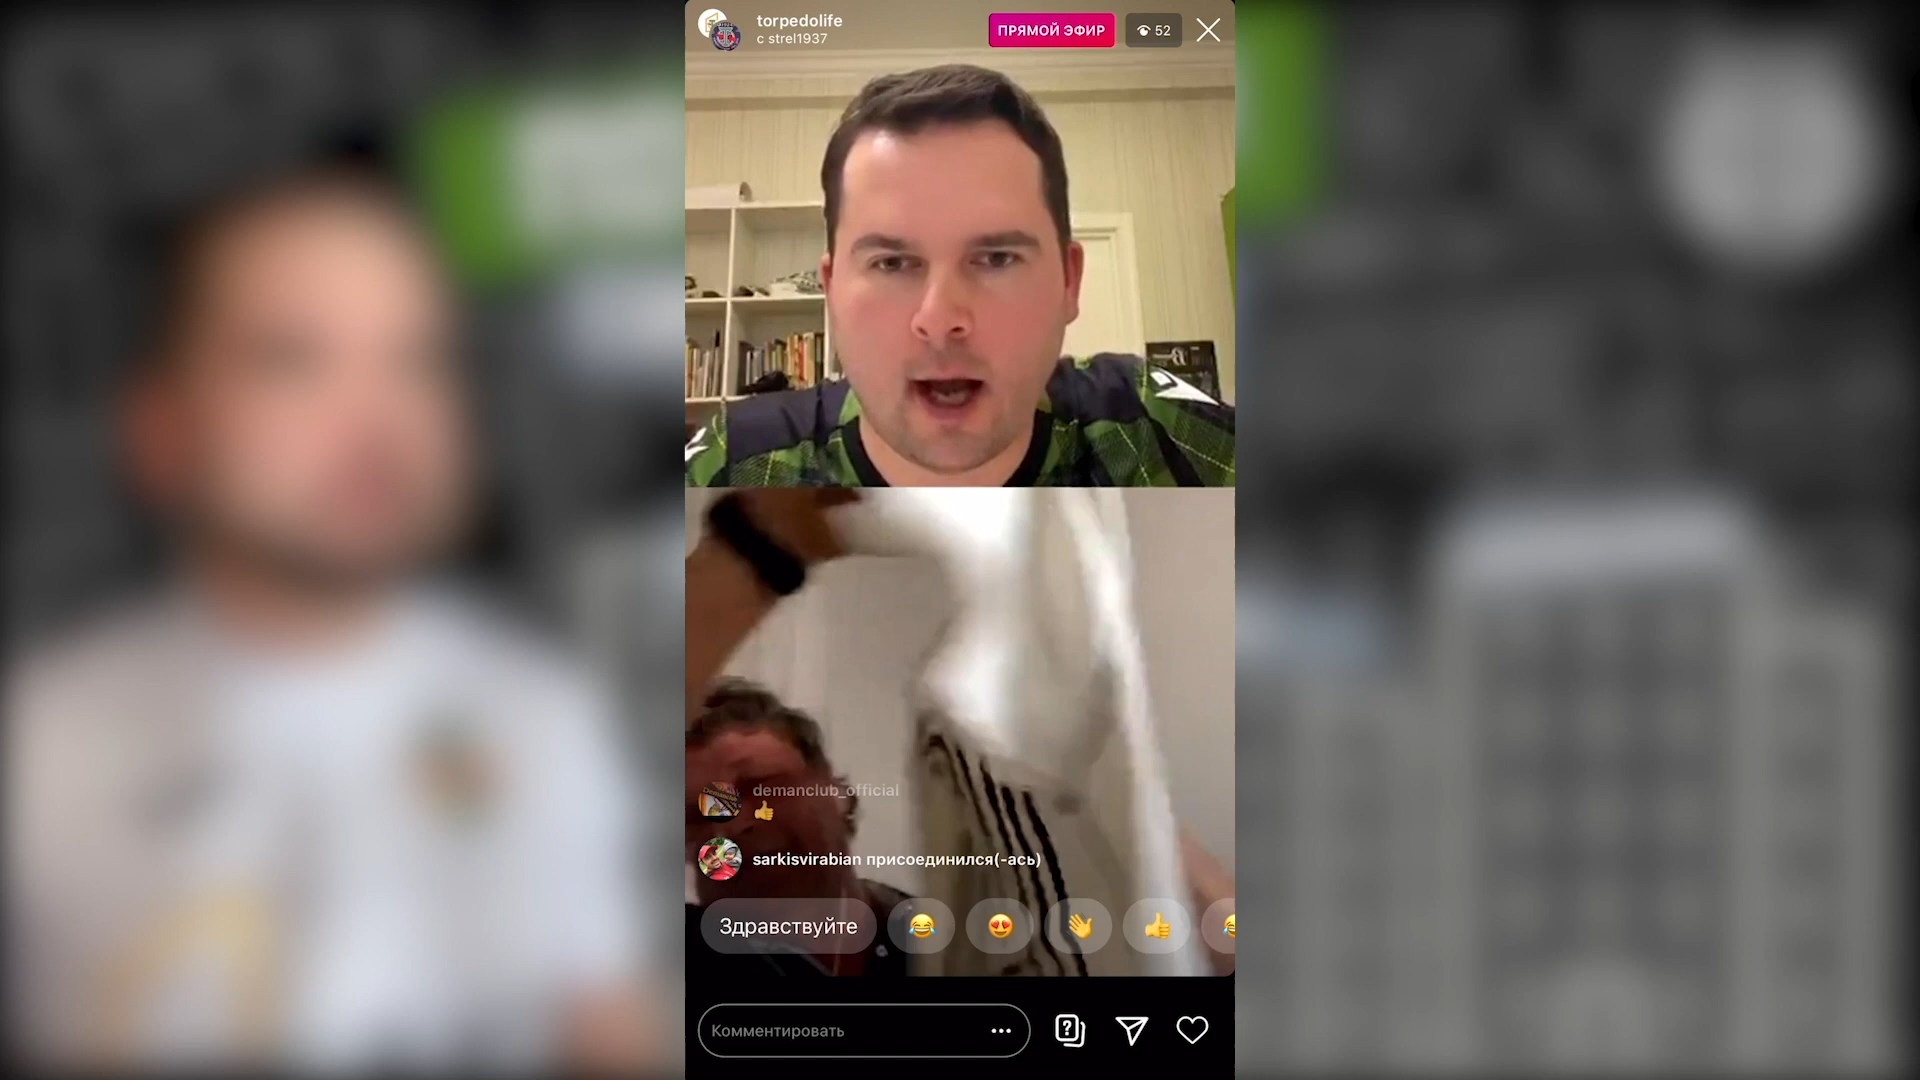 torpedolife
с strel1937
ПРЯМОЙ ЭФИР
52
demanclub_official
👍
sarkisvirabian присоединился(-ась)
Здравствуйте
Комментировать